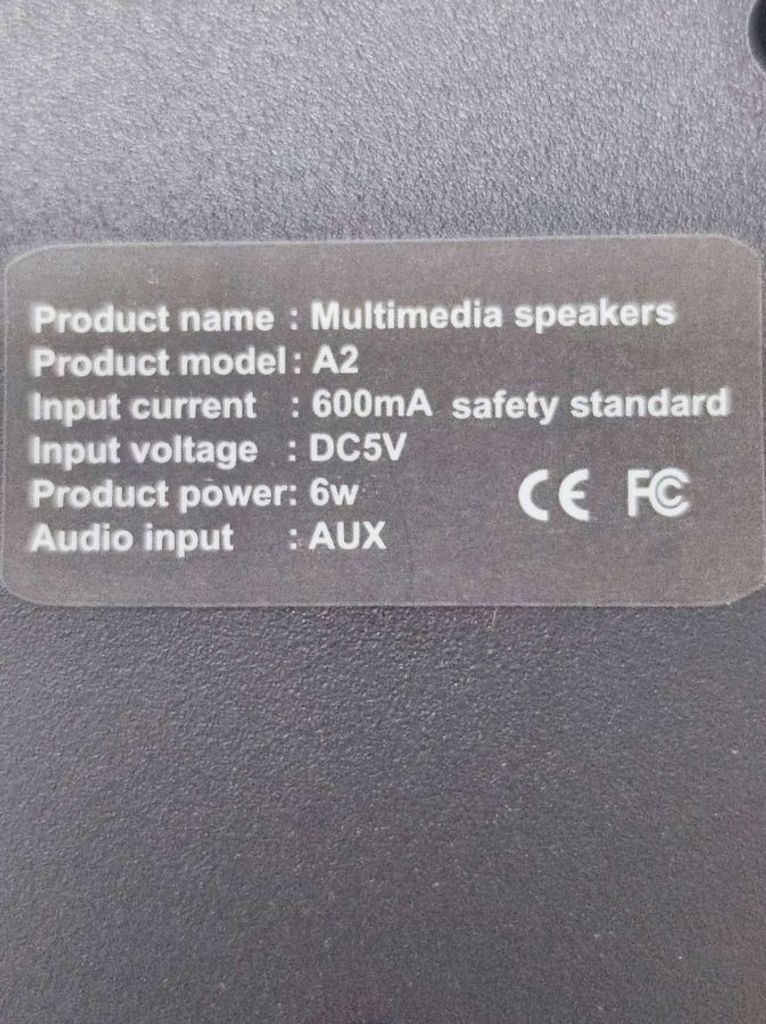 Product name : Multimedia speakers
Product model : A2
Input current : 600mA safety standard
Input voltage : DC5V
Product power: 6w
Audio input : AUX
CE FC